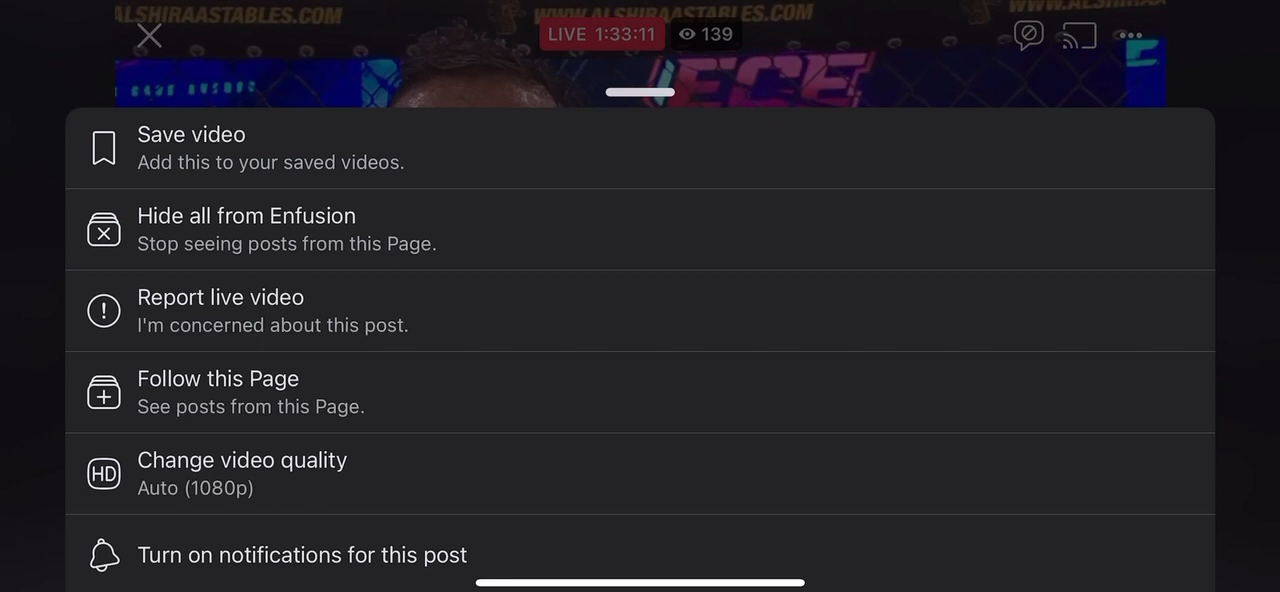 ALSHIRAASTABLES.COM
WWW.ALSHIRAASTABLES.COM
LIVE 1:33:11
139
Save video
Add this to your saved videos.
Hide all from Enfusion
Stop seeing posts from this Page.
Report live video
I'm concerned about this post.
Follow this Page
See posts from this Page.
HD
Change video quality
Auto (1080p)
Turn on notifications for this post